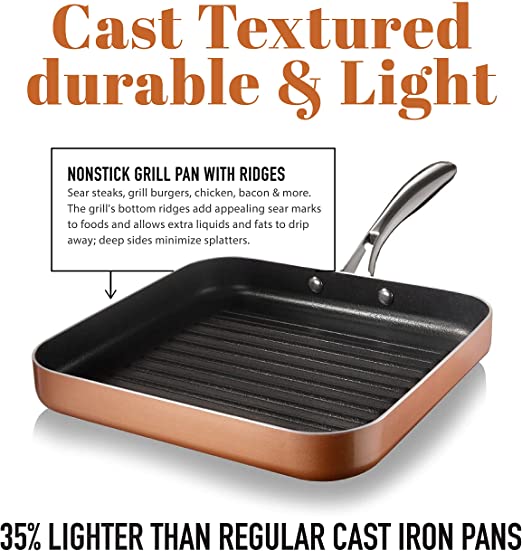 Cast Textured
durable & Light
NONSTICK GRILL PAN WITH RIDGES
Sear steaks, grill burgers, chicken, bacon & more.
The grill's bottom ridges add appealing sear marks
to foods and allows extra liquids and fats to drip
away; deep sides minimize splatters.
35% LIGHTER THAN REGULAR CAST IRON PANS